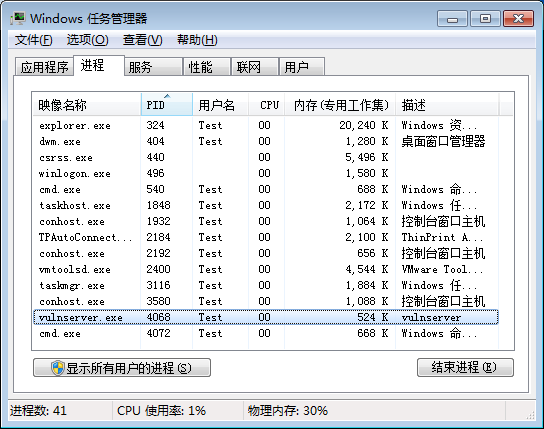 Windows 任务管理器
文件(F) 选项(O) 查看(V) 帮助(H)
应用程序 进程 服务 性能 联网 用户
映像名称 PID 用户名 CPU 内存(专用工作集) 描述
explorer.exe 324 Test 00 20,240 K Windows 资...
dwm.exe 404 Test 00 1,280 K 桌面窗口管理器
csrss.exe 440 00 5,496 K
winlogon.exe 496 00 1,580 K
cmd.exe 540 Test 00 688 K Windows 命...
taskhost.exe 1848 Test 00 2,172 K Windows 任...
conhost.exe 1932 Test 00 1,064 K 控制台窗口主机
TPAutoConnect... 2184 Test 00 2,100 K ThinPrint A...
conhost.exe 2192 Test 00 656 K 控制台窗口主机
vmtoolsd.exe 2400 Test 00 4,544 K VMware Tool...
taskmgr.exe 3116 Test 00 1,884 K Windows 任...
conhost.exe 3580 Test 00 1,088 K 控制台窗口主机
vulnserver.exe 4068 Test 00 524 K vulnserver
cmd.exe 4072 Test 00 668 K Windows 命...
显示所有用户的进程(S) 结束进程(E)
进程数: 41 CPU 使用率: 1% 物理内存: 30%